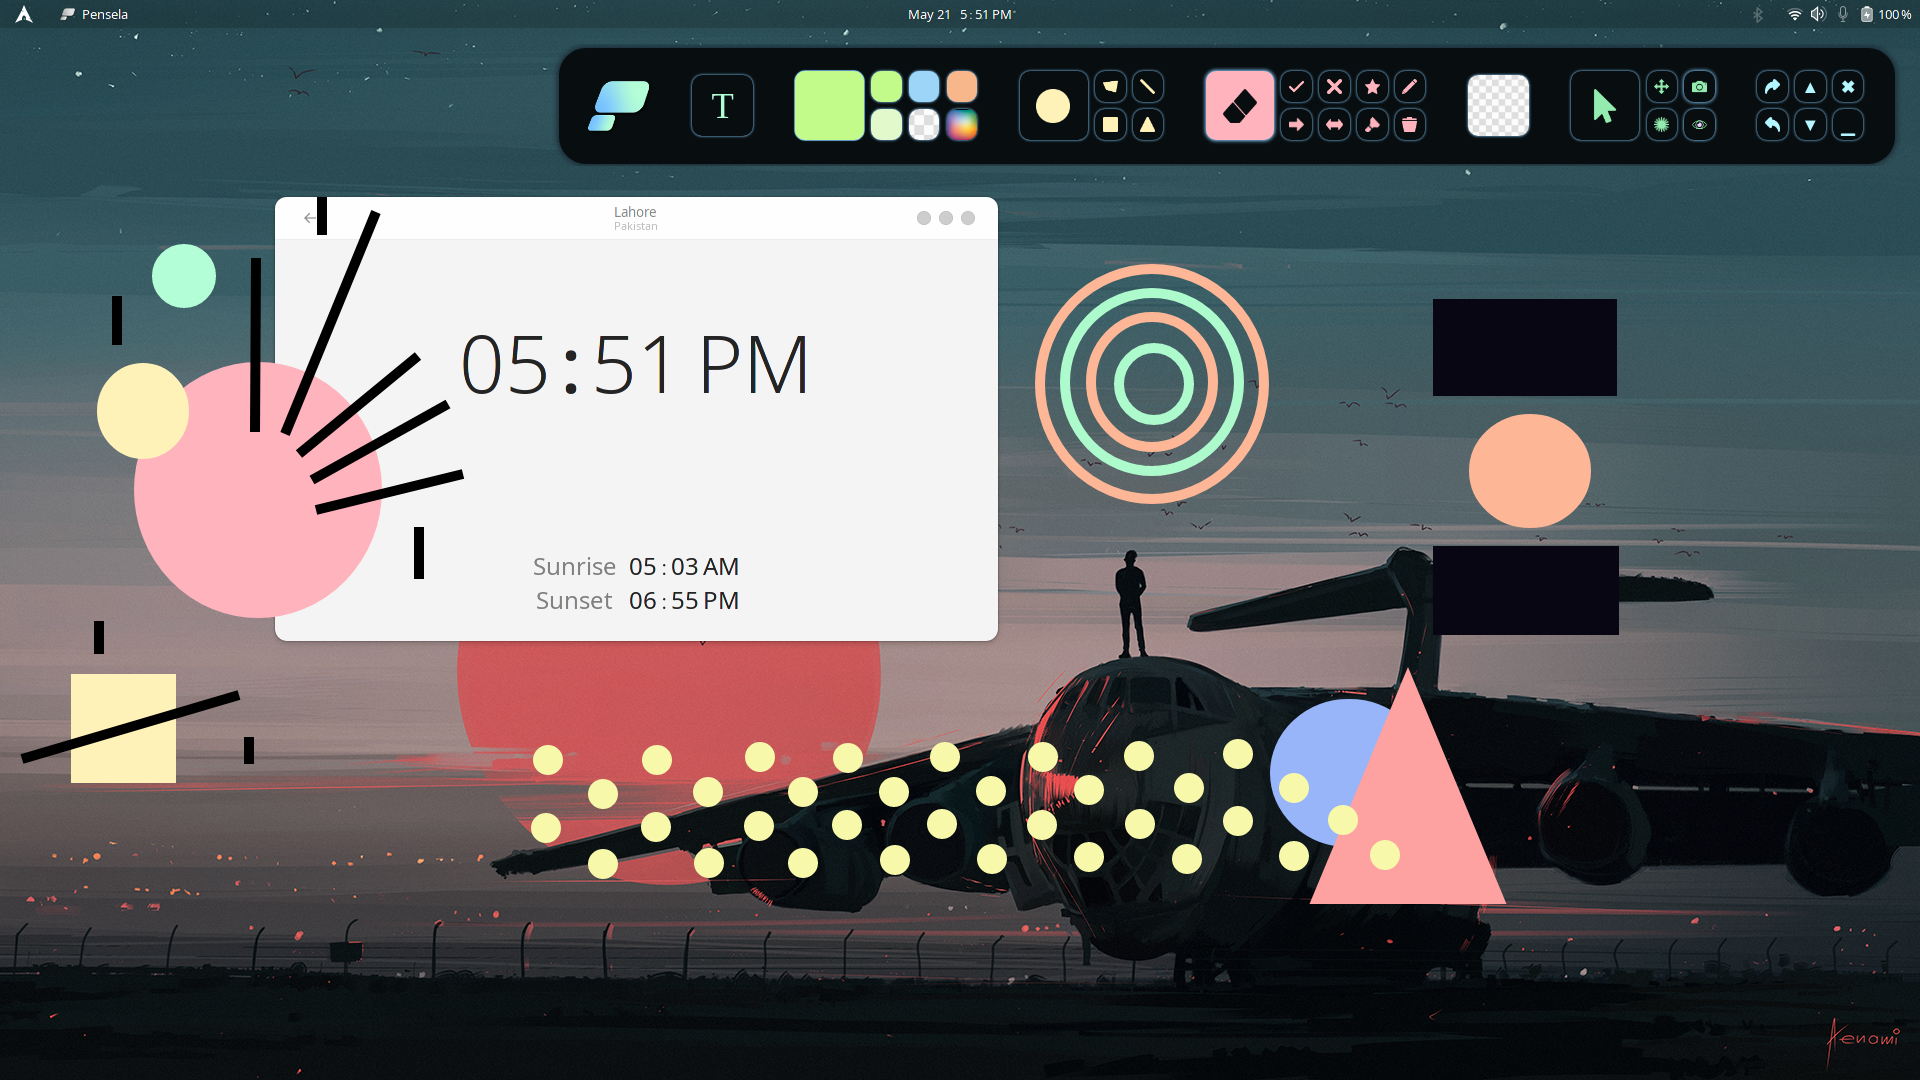 Pensela
May 21 5:51 PM
100%
T
Lahore
Pakistan
05:51 PM
Sunrise 05:03 AM
Sunset 06:55 PM
Xenami